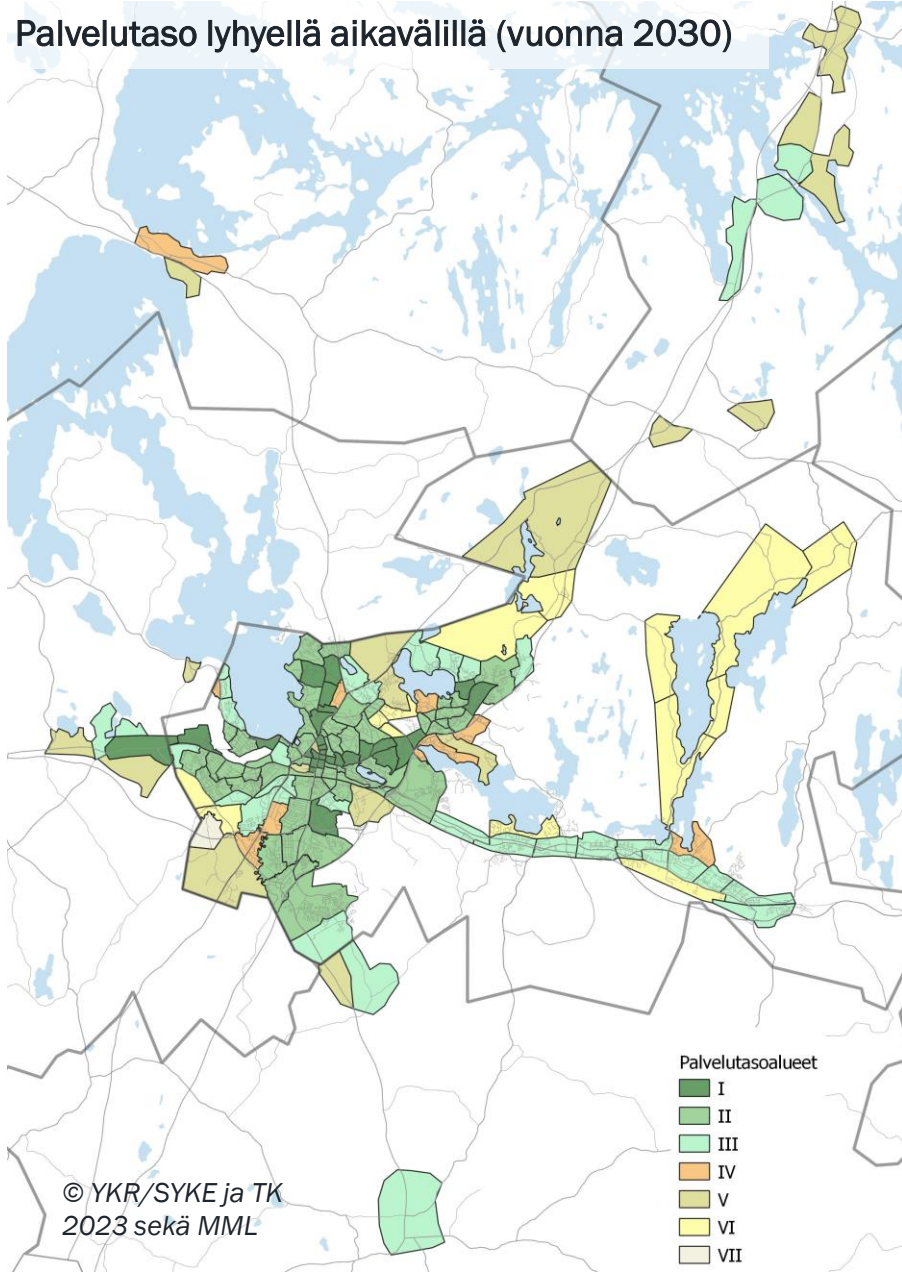 Palvelutaso lyhyellä aikavälillä (vuonna 2030)
Palvelutasoalueet
I
II
III
IV
V
VI
VII
© YKR/SYKE ja TK
2023 sekä MML